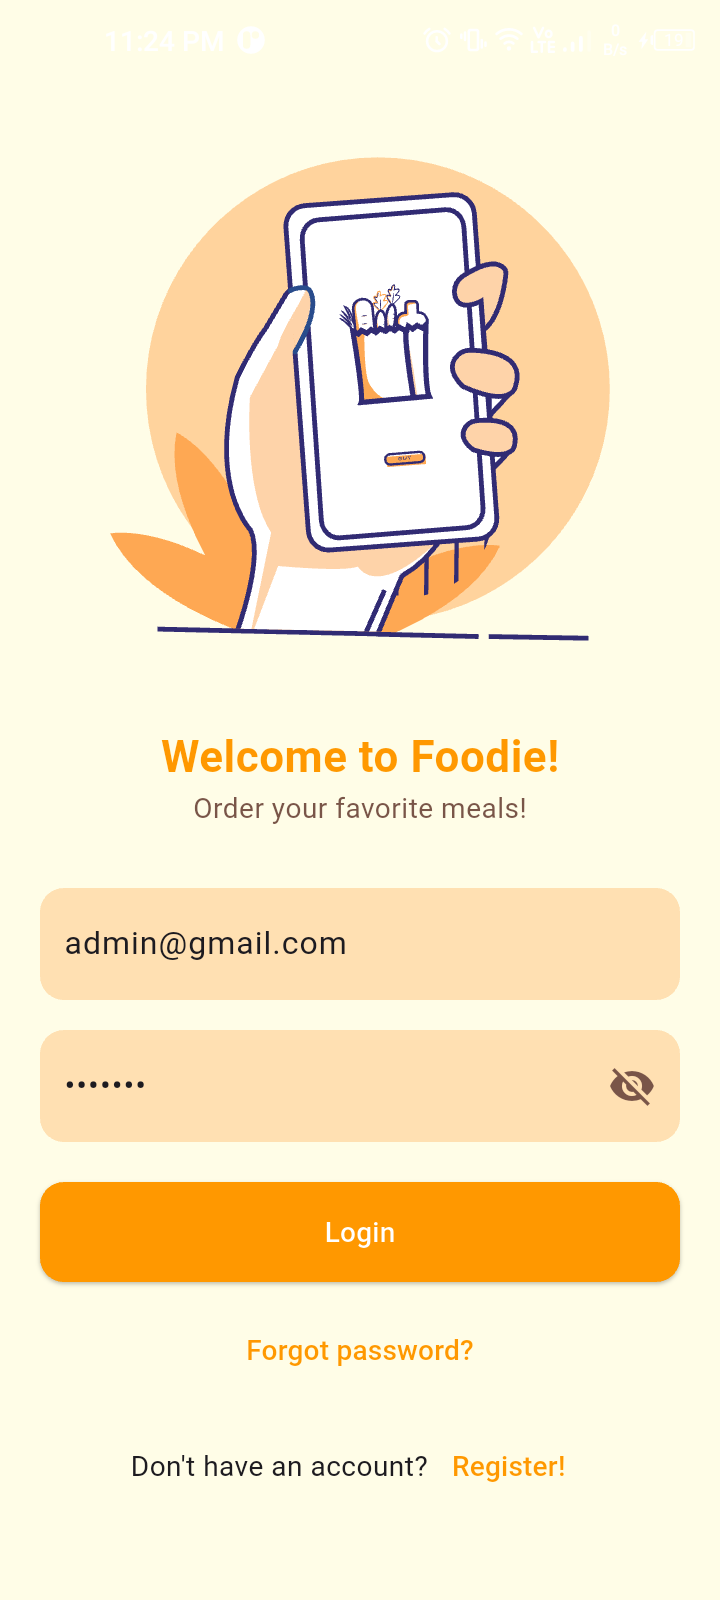 11:24 PM
Welcome to Foodie!
Order your favorite meals!
admin@gmail.com
•••••••
Login
Forgot password?
Don't have an account? Register!